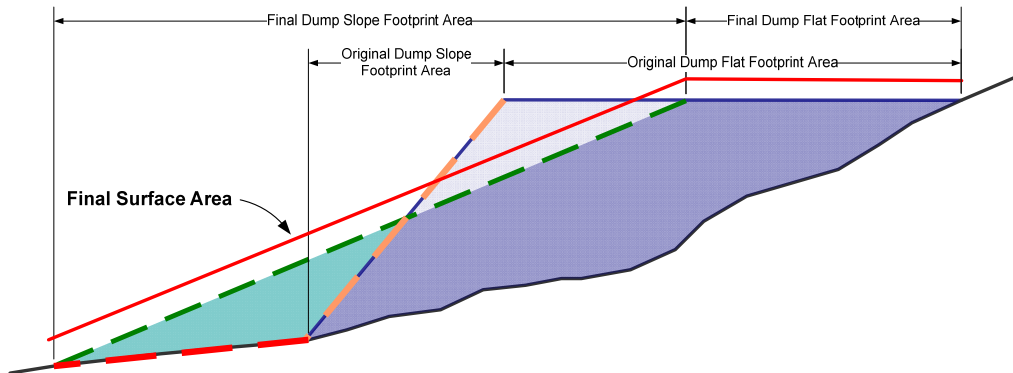 Final Dump Slope Footprint Area
Final Dump Flat Footprint Area
Original Dump Slope
Footprint Area
Original Dump Flat Footprint Area
Final Surface Area